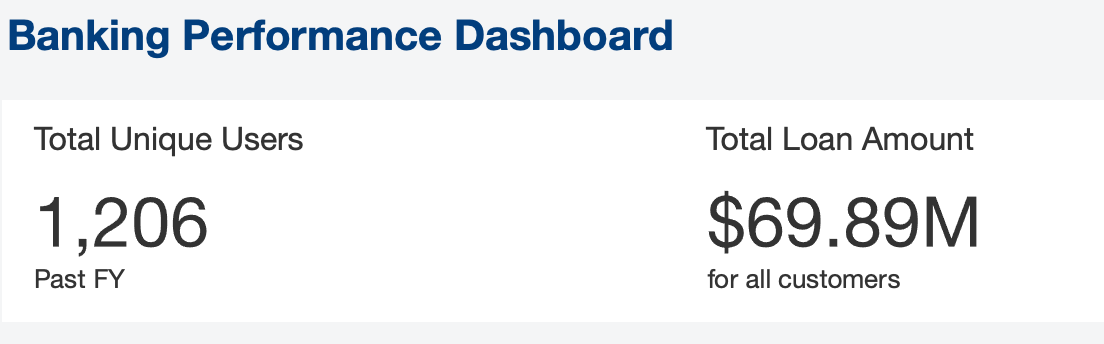 Banking Performance Dashboard
Total Unique Users
1,206
Past FY
Total Loan Amount
$69.89M
for all customers